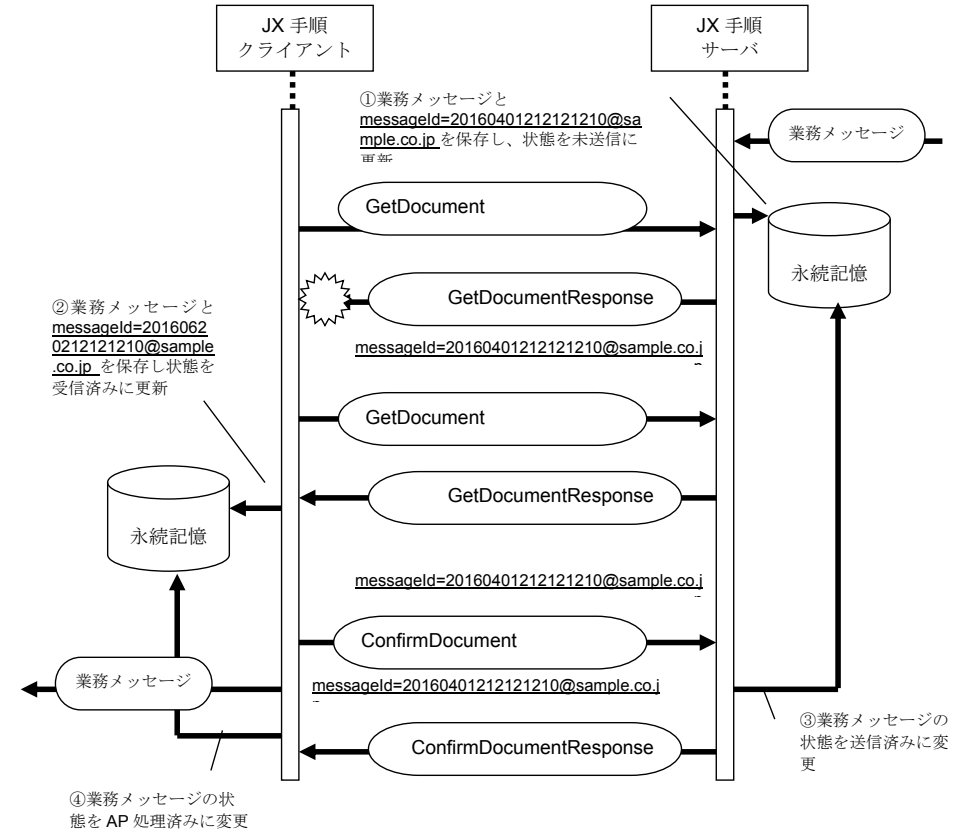 JX 手順
クライアント
JX 手順
サーバ
①業務メッセージと
messageId=20160401212121210@sa
mple.co.jp を保存し、状態を未送信に
更新
業務メッセージ
GetDocument
永続記憶
GetDocumentResponse
messageId=20160401212121210@sample.co.j
②業務メッセージと
messageId=2016062
0212121210@sample
.co.jp を保存し状態を
受信済みに更新
GetDocument
GetDocumentResponse
永続記憶
messageId=20160401212121210@sample.co.j
ConfirmDocument
業務メッセージ
messageId=20160401212121210@sample.co.j
③業務メッセージの
状態を送信済みに変
更
ConfirmDocumentResponse
④業務メッセージの状
態を AP 処理済みに変更